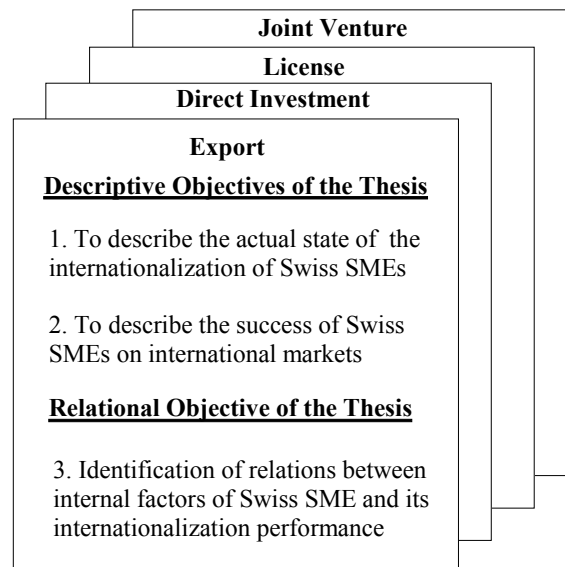 Joint Venture
License
Direct Investment
Export
Descriptive Objectives of the Thesis
1. To describe the actual state of the
internationalization of Swiss SMEs
2. To describe the success of Swiss
SMEs on international markets
Relational Objective of the Thesis
3. Identification of relations between
internal factors of Swiss SME and its
internationalization performance